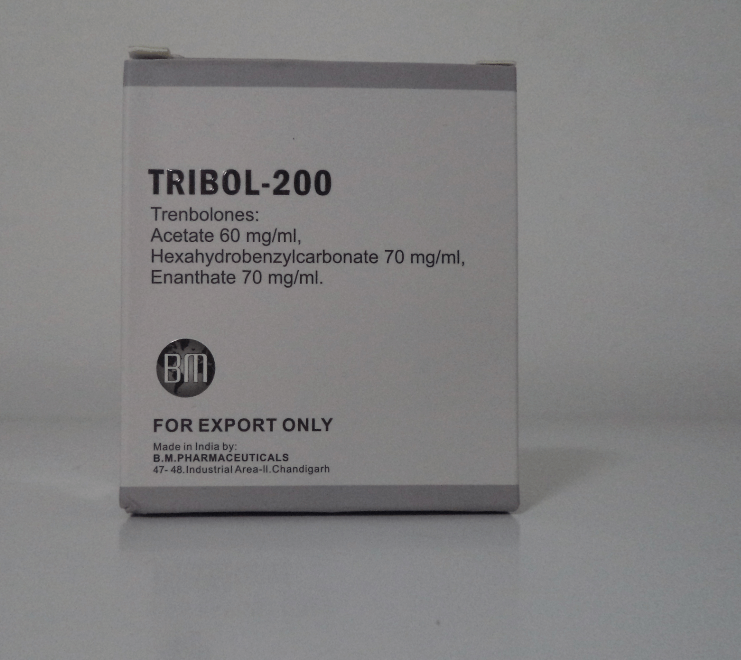 TRIBOL-200
Trenbolones:
Acetate 60 mg/ml,
Hexahydrobenzylcarbonate 70 mg/ml,
Enanthate 70 mg/ml.
BM
FOR EXPORT ONLY
Made in India by:
B.M.PHARMACEUTICALS
47- 48.Industrial Area-II.Chandigarh